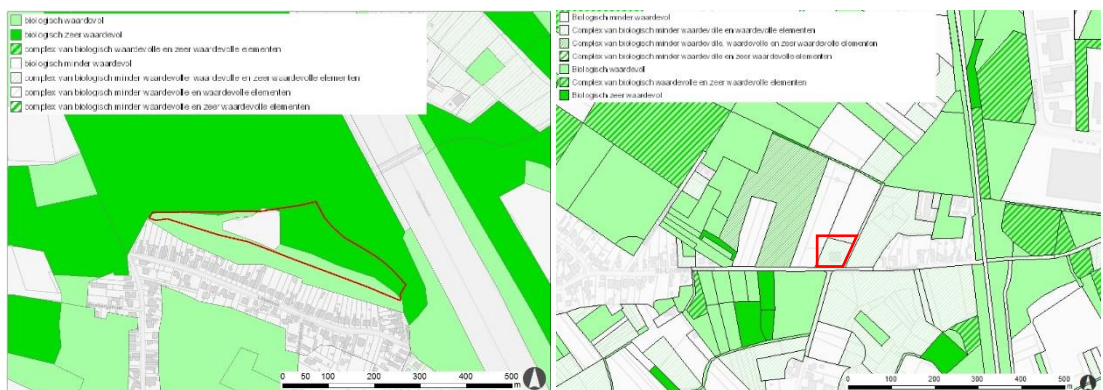 biologisch waardevol
biologisch zeer waardevol
complex van biologisch waardevolle en zeer waardevolle elementen
biologisch minder waardevol
complex van biologisch minder waardevolle waardevolle en zeer waardevolle elementen
complex van biologisch minder waardevolle en waardevolle elementen
complex van biologisch minder waardevolle en zeer waardevolle elementen
0 50 100 200 300 400 500
m
Biologisch minder waardevol
Complex van biologisch minder waardevolle en waardevolle elementen
Complex van biologisch minder waardevolle, waardevolle en zeer waardevolle elementen
Complex van biologisch minder waardevolle en zeer waardevolle elementen
Biologisch waardevol
Complex van biologisch waardevolle en zeer waardevolle elementen
Biologisch zeer waardevol
0 50 100 200 300 400 500
m